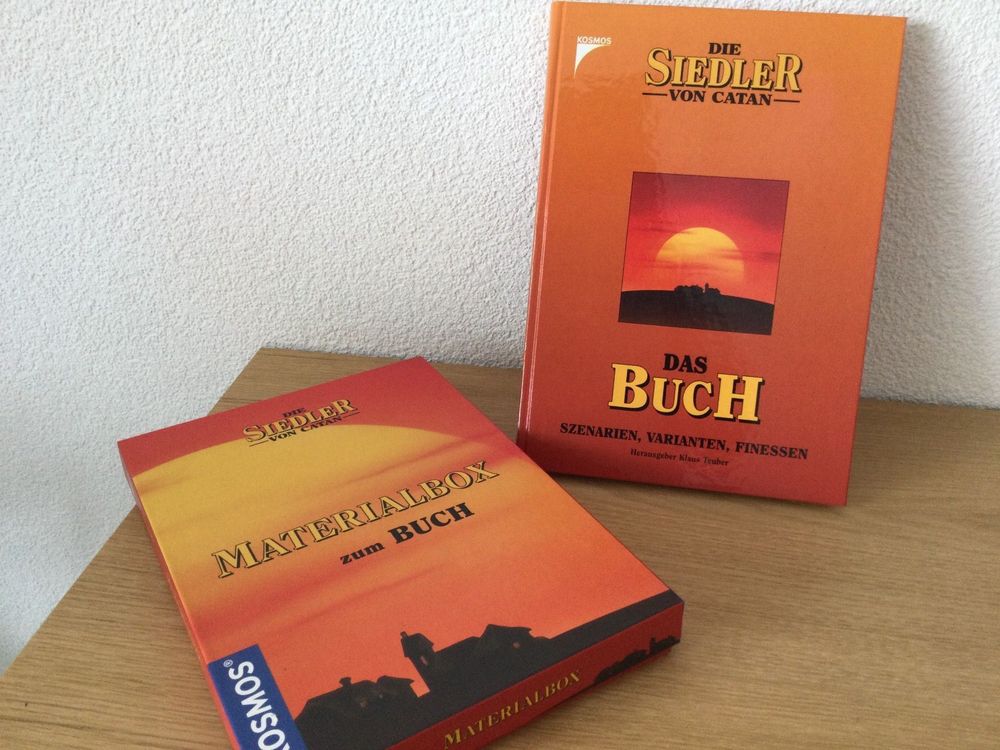 KOSMOS
DIE
SIEDLER
VON CATAN
DAS
BUCH
SZENARIEN, VARIANTEN, FINESSEN
Herausgeber Klaus Teuber
DIE
SIEDLER
VON CATAN
MATERIALBOX
zum BUCH
KOSMOS®
MATERIALBOX